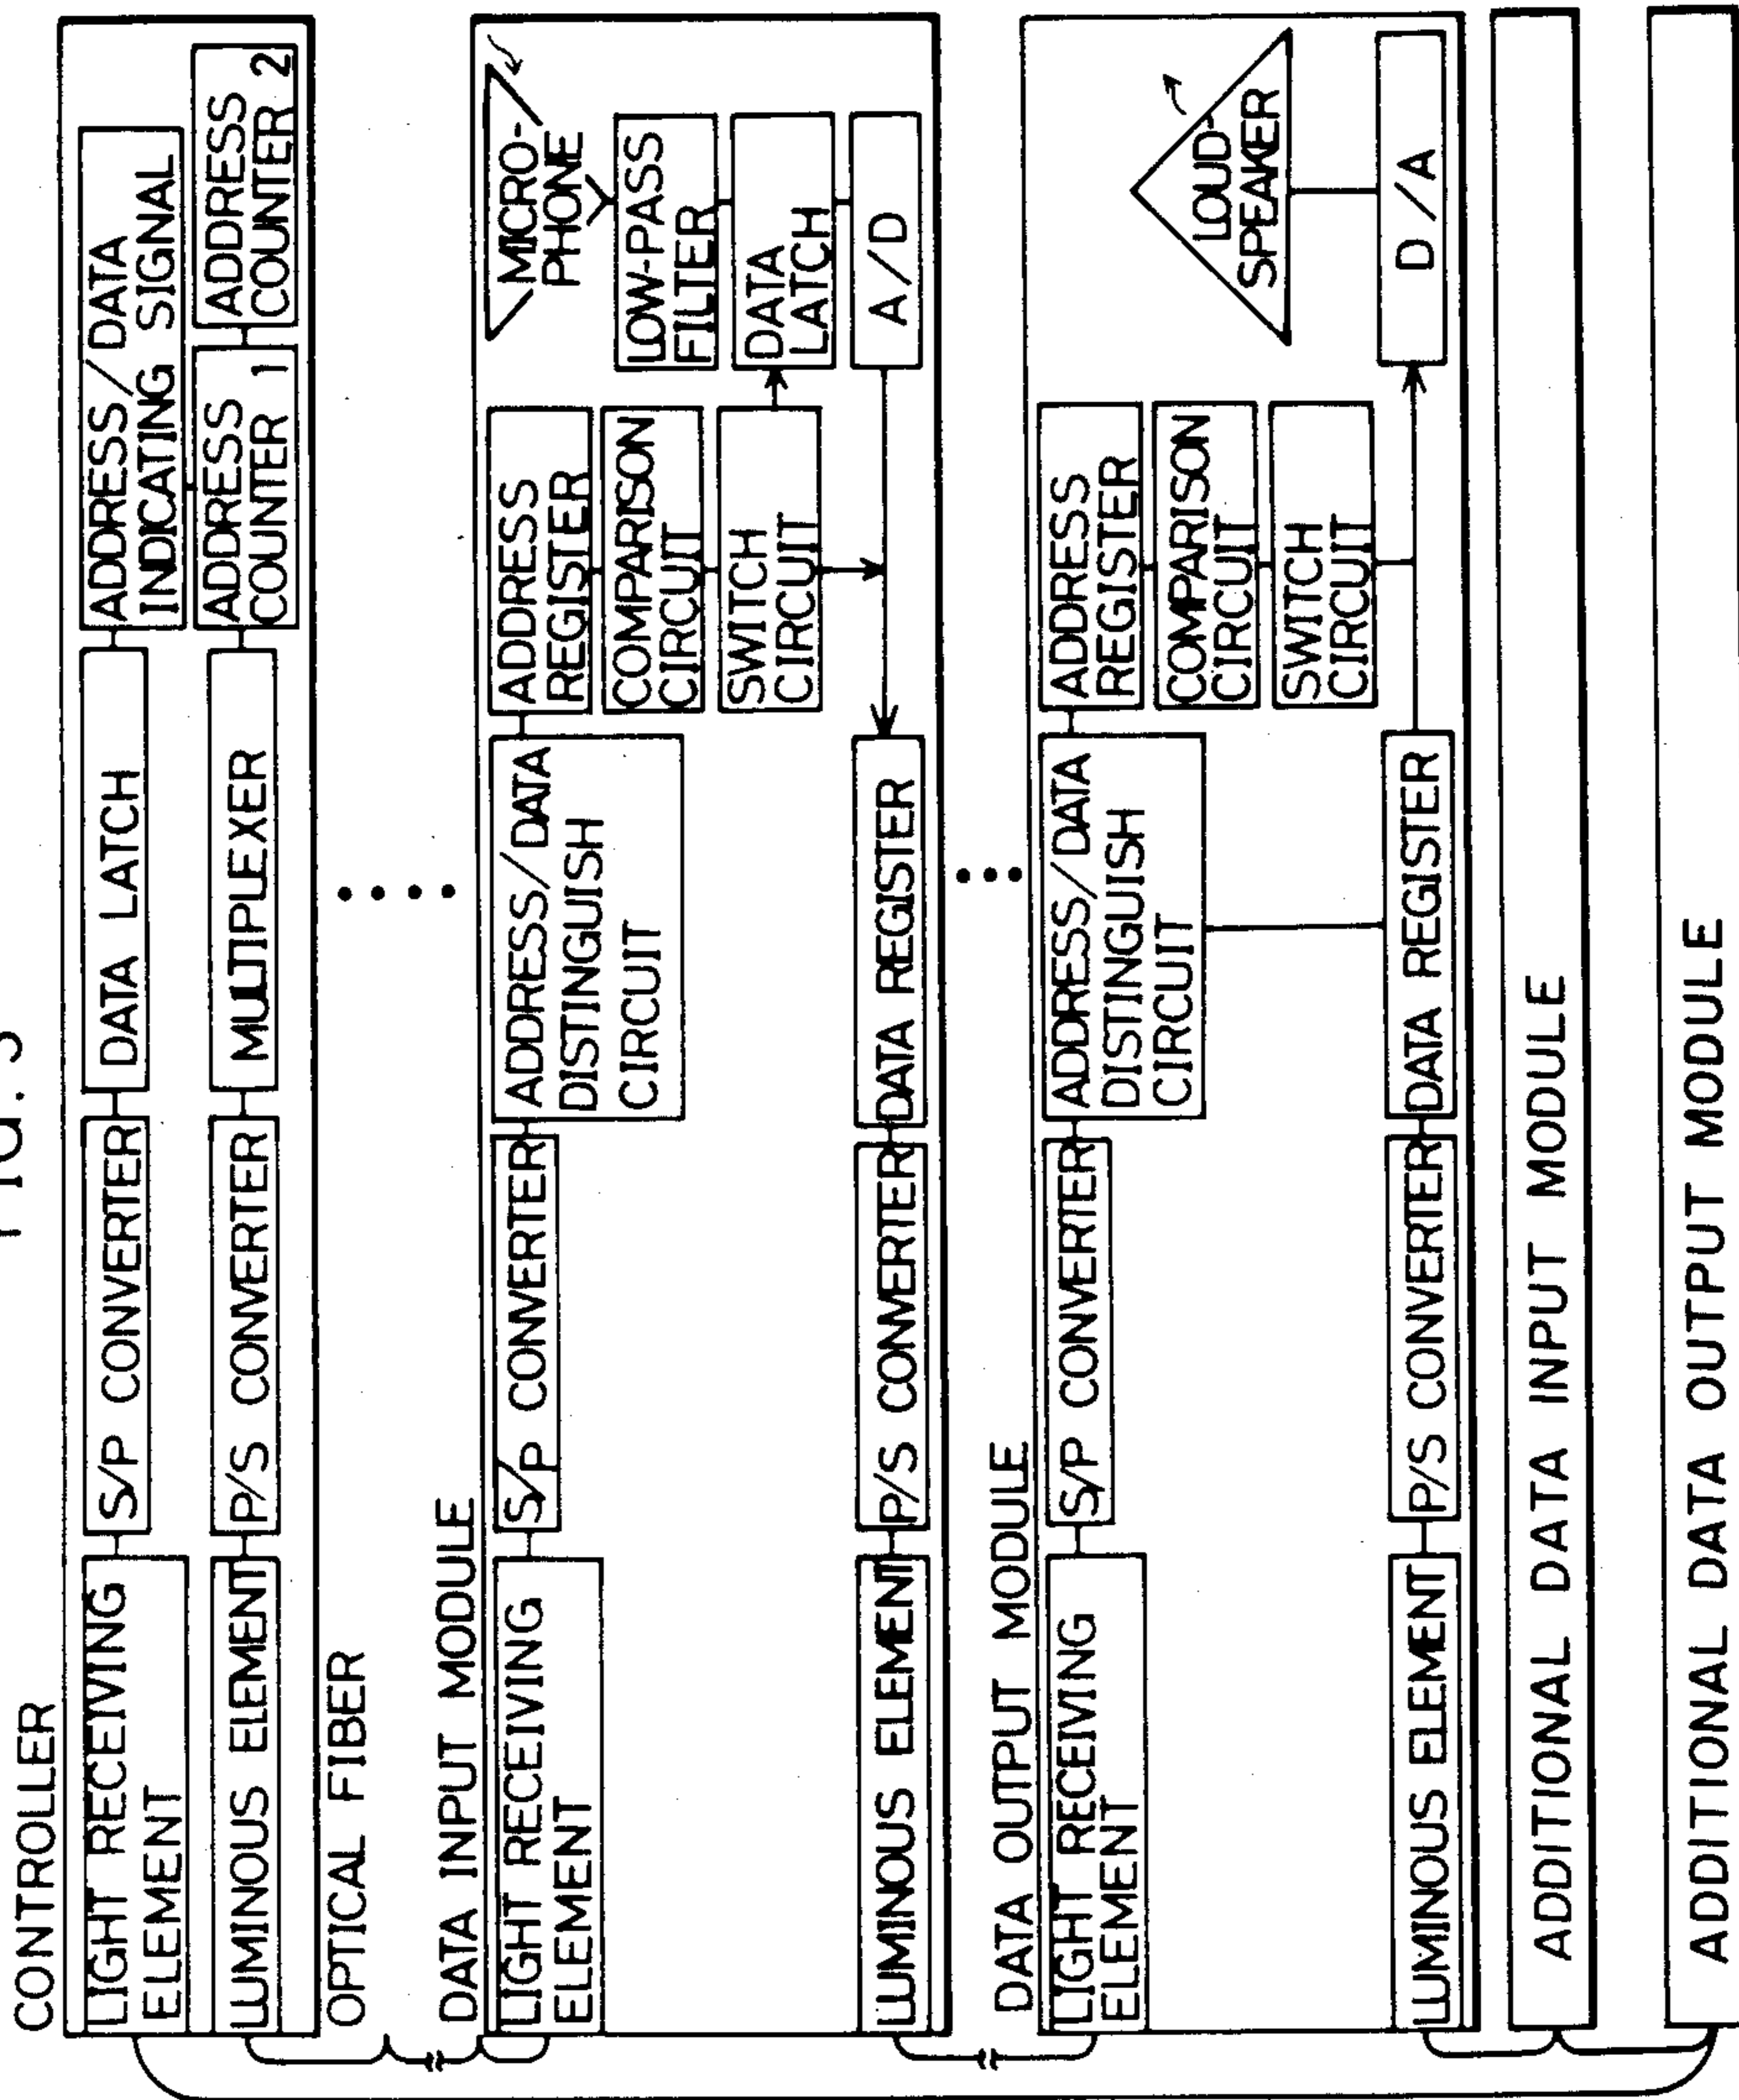 FIG. 3
CONTROLLER
LIGHT RECEIVING
ELEMENT
S/P CONVERTER
DATA LATCH
ADDRESS/DATA
INDICATING SIGNAL
LUMINOUS ELEMENT
P/S CONVERTER
MULTIPLEXER
ADDRESS
COUNTER 1
ADDRESS
COUNTER 2
OPTICAL FIBER
DATA INPUT MODULE
LIGHT RECEIVING
ELEMENT
S/P CONVERTER
ADDRESS/DATA
DISTINGUISH
CIRCUIT
ADDRESS
REGISTER
COMPARISON
CIRCUIT
SWITCH
CIRCUIT
MICRO-
PHONE
LOW-PASS
FILTER
DATA
LATCH
A/D
LUMINOUS ELEMENT
P/S CONVERTER
DATA REGISTER
DATA OUTPUT MODULE
LIGHT RECEIVING
ELEMENT
S/P CONVERTER
ADDRESS/DATA
DISTINGUISH
CIRCUIT
ADDRESS
REGISTER
COMPARISON
CIRCUIT
SWITCH
CIRCUIT
LOUD-
SPEAKER
D/A
LUMINOUS ELEMENT
P/S CONVERTER
DATA REGISTER
ADDITIONAL DATA INPUT MODULE
ADDITIONAL DATA OUTPUT MODULE